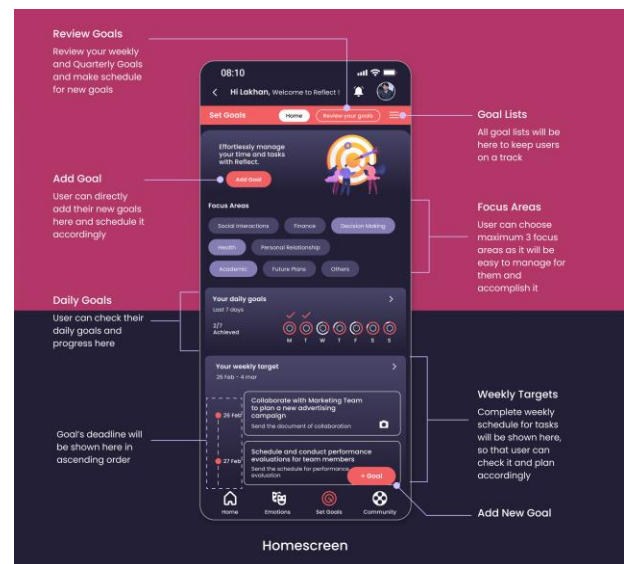 Review Goals
Review your weekly
and Quarterly Goals
and make schedule
for new goals
Add Goal
User can directly
add their new goals
here and schedule it
accordingly
Daily Goals
User can check their
daily goals and
progress here
Goal's deadline will
be shown here in
ascending order
08:10
Hi Lakhan, Welcome to Reflect !
Set Goals
Home
Review your goals
Effortlessly manage
your time and tasks
with Reflect.
Add Goal
Focus Areas
Social Interactions
Finance
Decision Making
Health
Personal Relationship
Academic
Future Plans
Others
Your daily goals
Last 7 days
2/7
Achieved
M T W T F S S
Your weekly target
26 Feb - 4 mar
26 Feb
Collaborate with Marketing Team
to plan a new advertising
campaign
Send the document of collaboration
27 Feb
Schedule and conduct performance
evaluations for team members
Send the schedule for performance
evaluation
+ Goal
Home
Emotions
Set Goals
Community
Goal Lists
All goal lists will be
here to keep users
on a track
Focus Areas
User can choose
maximum 3 focus
areas as it will be
easy to manage for
them and
accomplish it
Weekly Targets
Complete weekly
schedule for tasks
will be shown here,
so that user can
check it and plan
accordingly
Add New Goal
Homescreen